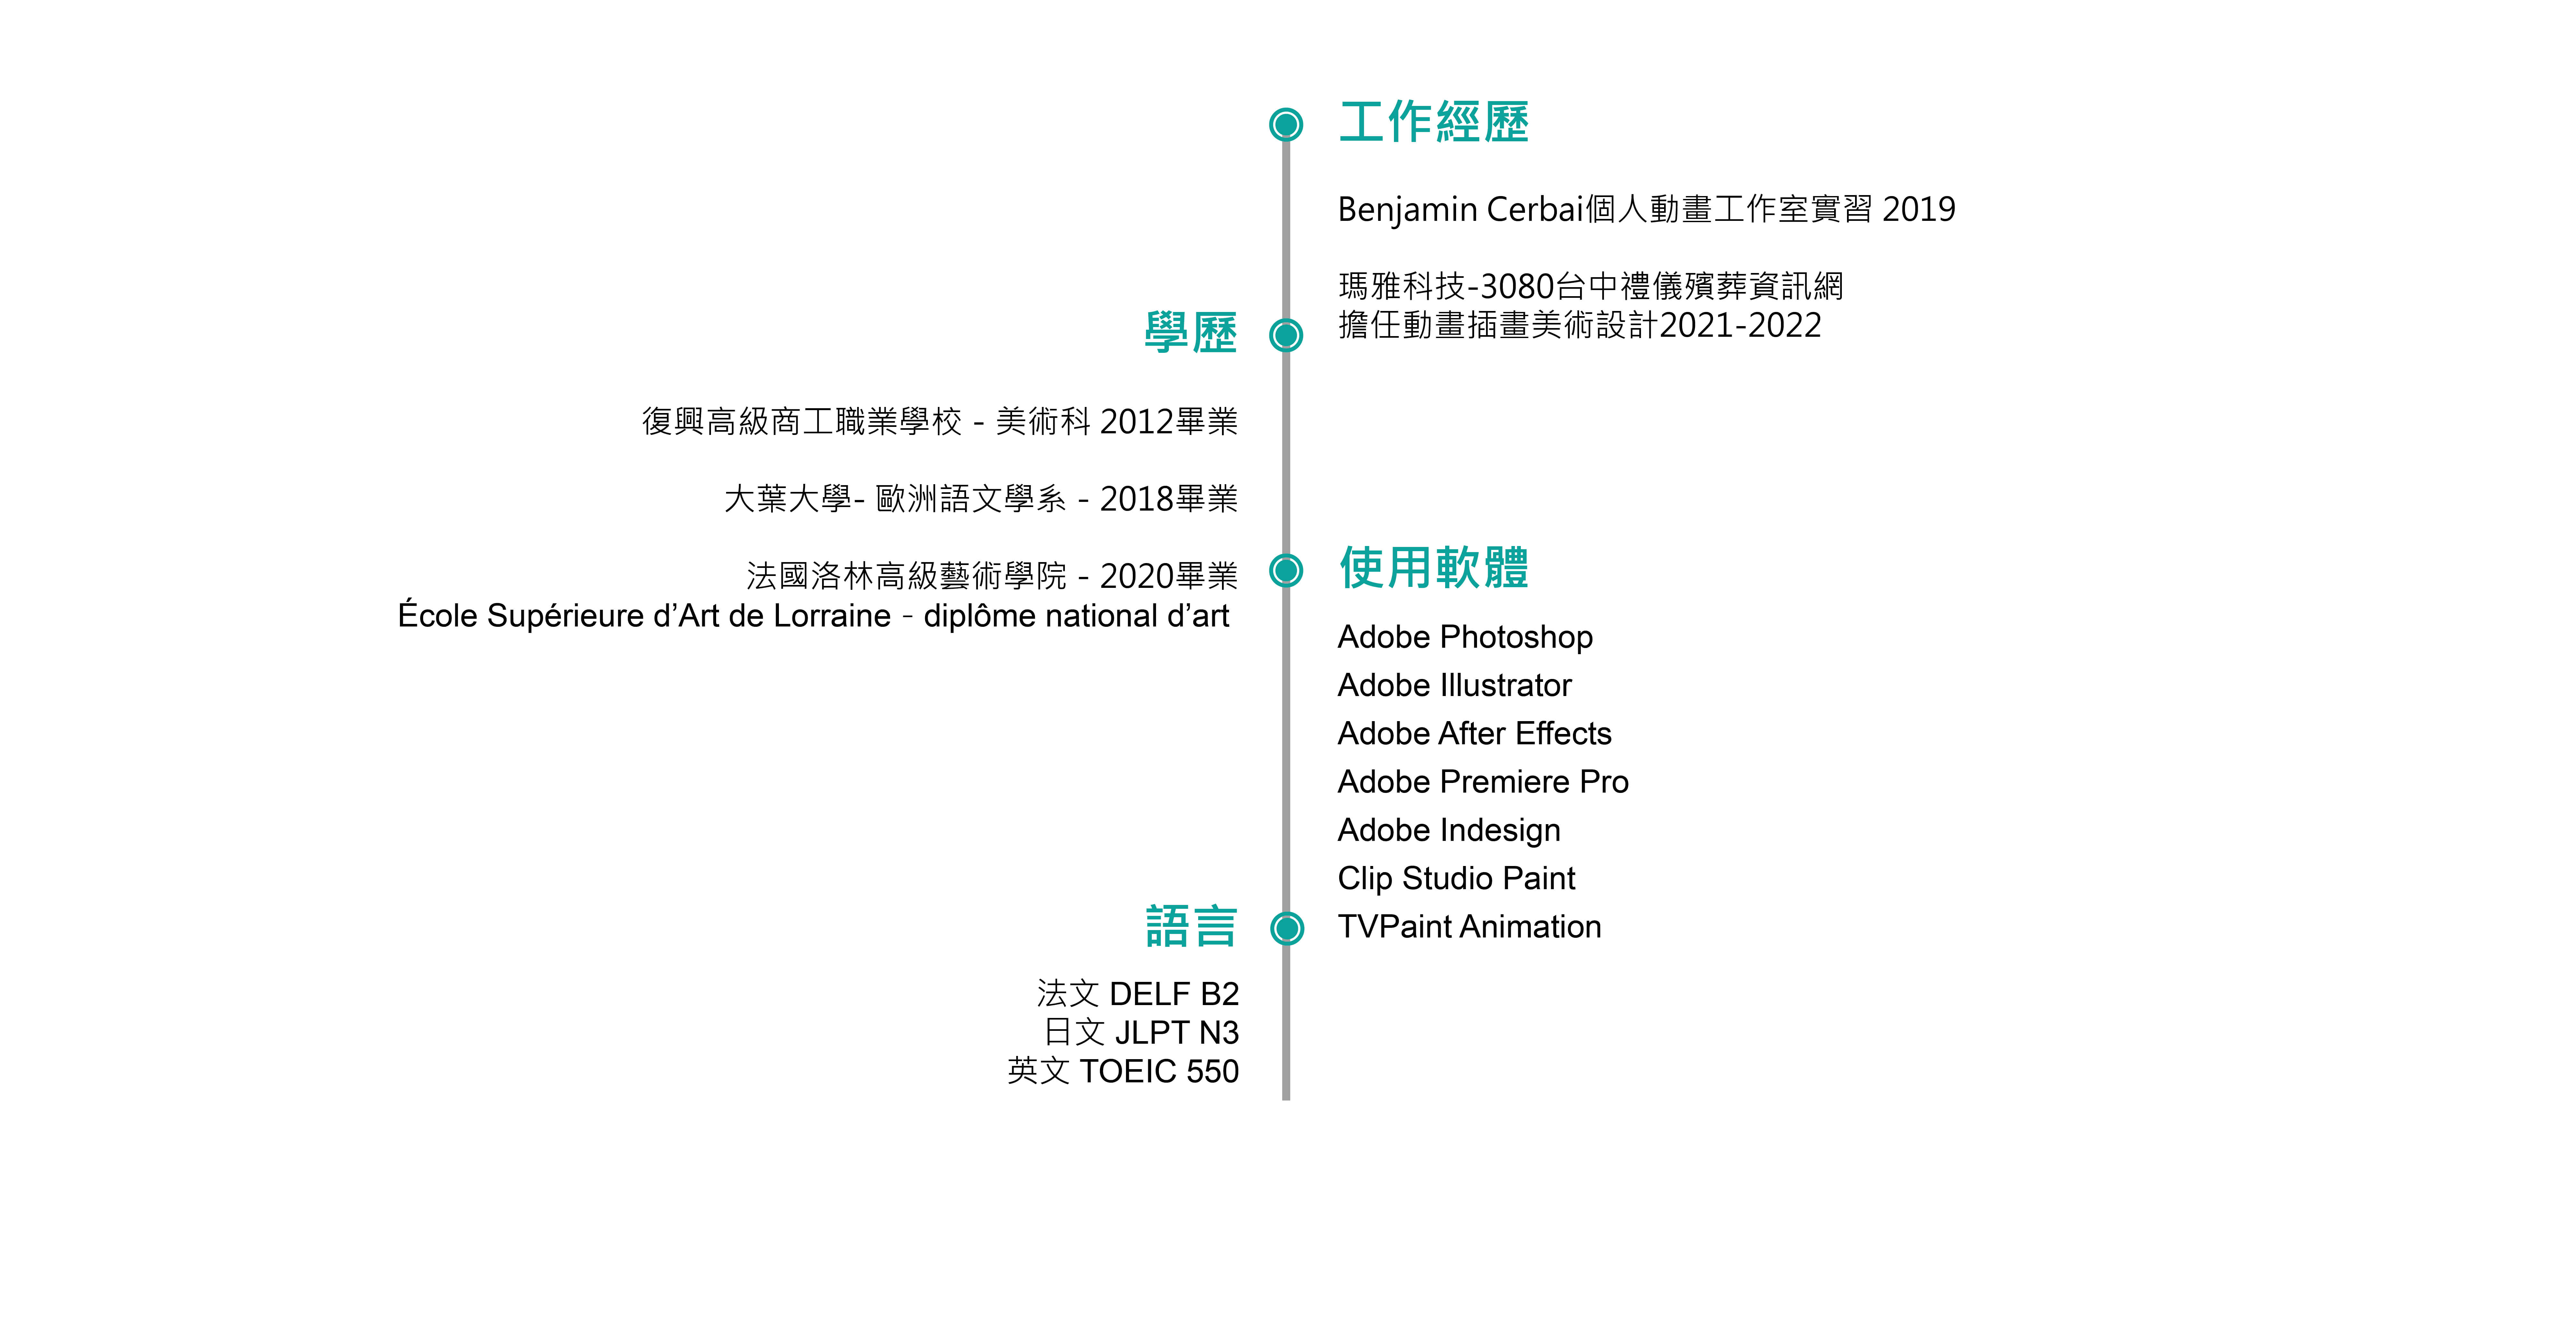 工作經歷
Benjamin Cerbai個人動畫工作室實習 2019
瑪雅科技-3080台中禮儀殯葬資訊網
擔任動畫插畫美術設計2021-2022
學歷
復興高級商工職業學校 - 美術科 2012畢業
大葉大學- 歐洲語文學系 - 2018畢業
法國洛林高級藝術學院 - 2020畢業
École Supérieure d’Art de Lorraine - diplôme national d’art
使用軟體
Adobe Photoshop
Adobe Illustrator
Adobe After Effects
Adobe Premiere Pro
Adobe Indesign
Clip Studio Paint
TVPaint Animation
語言
法文 DELF B2
日文 JLPT N3
英文 TOEIC 550